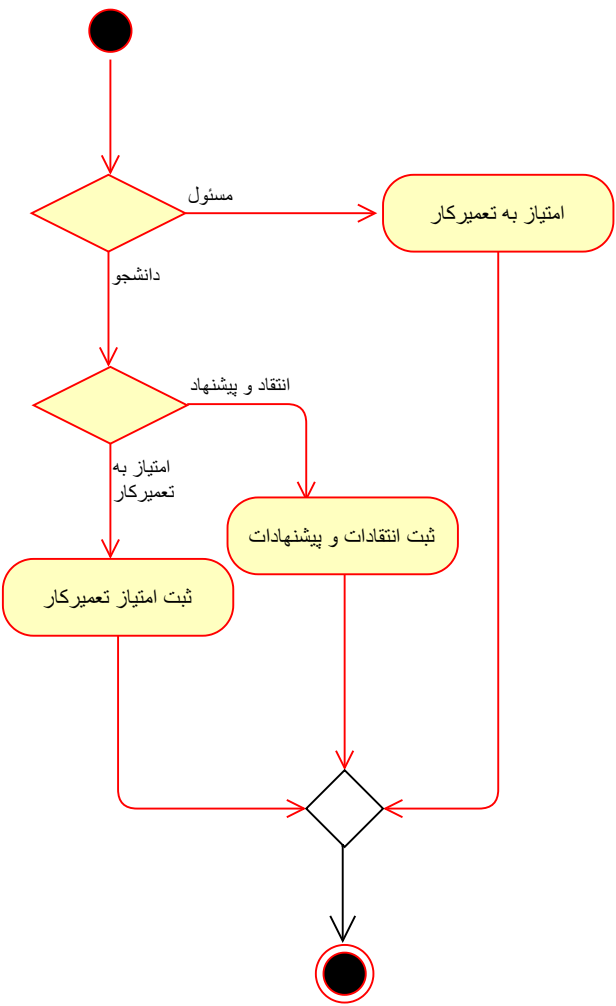 مسئول
امتیاز به تعمیرکار
دانشجو
انتقاد و پیشنهاد
امتیاز به
تعمیرکار
ثبت انتقادات و پیشنهادات
ثبت امتیاز تعمیرکار